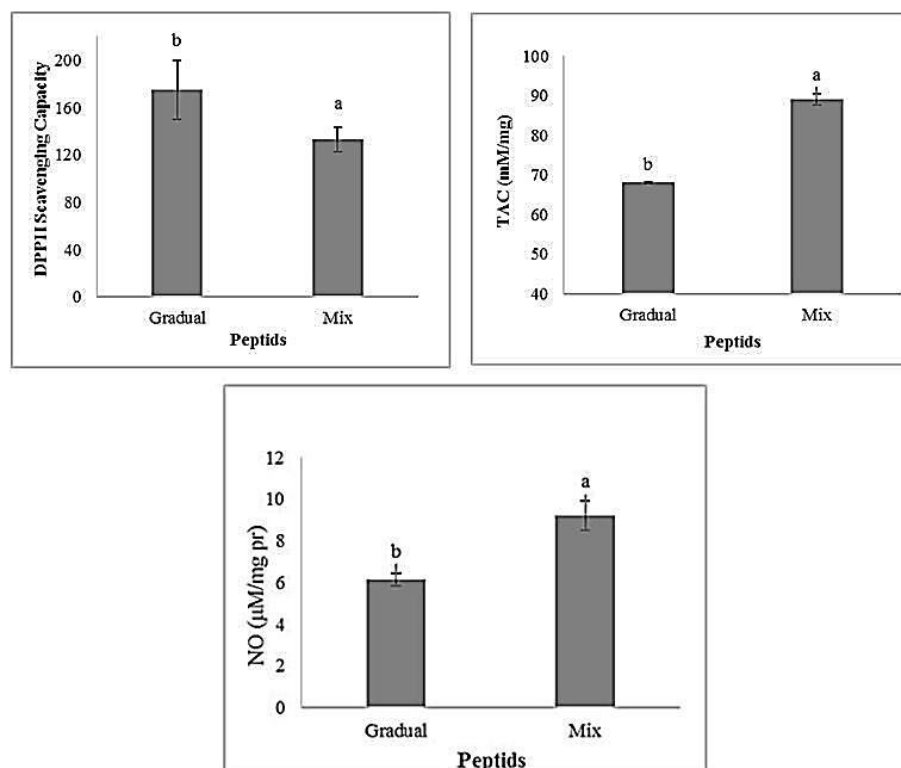 DPPH Scavenging Capacity
200
160
120
80
40
0
b
a
Gradual Mix
Peptids
TAC (mM/mg)
100
90
80
70
60
50
40
b
a
Gradual Mix
Peptids
NO (µM/mg pr)
12
10
8
6
4
2
0
b
a
Gradual Mix
Peptids